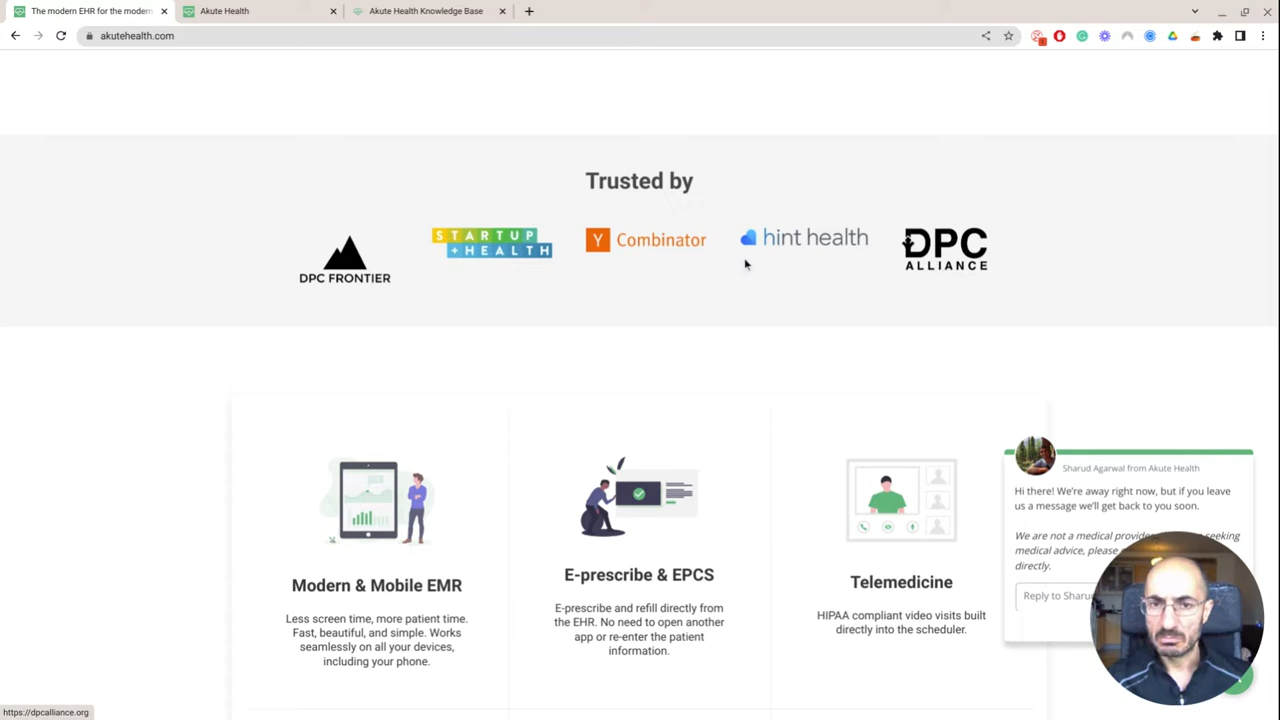 The modern EHR for the modern
Akute Health
Akute Health Knowledge Base
akutehealth.com
Trusted by
DPC FRONTIER
STARTUP
+HEALTH
Y Combinator
hint health
DPC
ALLIANCE
Modern & Mobile EMR
Less screen time, more patient time.
Fast, beautiful, and simple. Works
seamlessly on all your devices,
including your phone.
E-prescribe & EPCS
E-prescribe and refill directly from
the EHR. No need to open another
app or re-enter the patient
information.
Telemedicine
HIPAA compliant video visits built
directly into the scheduler.
Sharud Agarwal from Akute Health
Hi there! We're away right now, but if you leave
us a message we'll get back to you soon.
We are not a medical seeking
medical advice, please
directly.
Reply to
https://dpcalliance.org